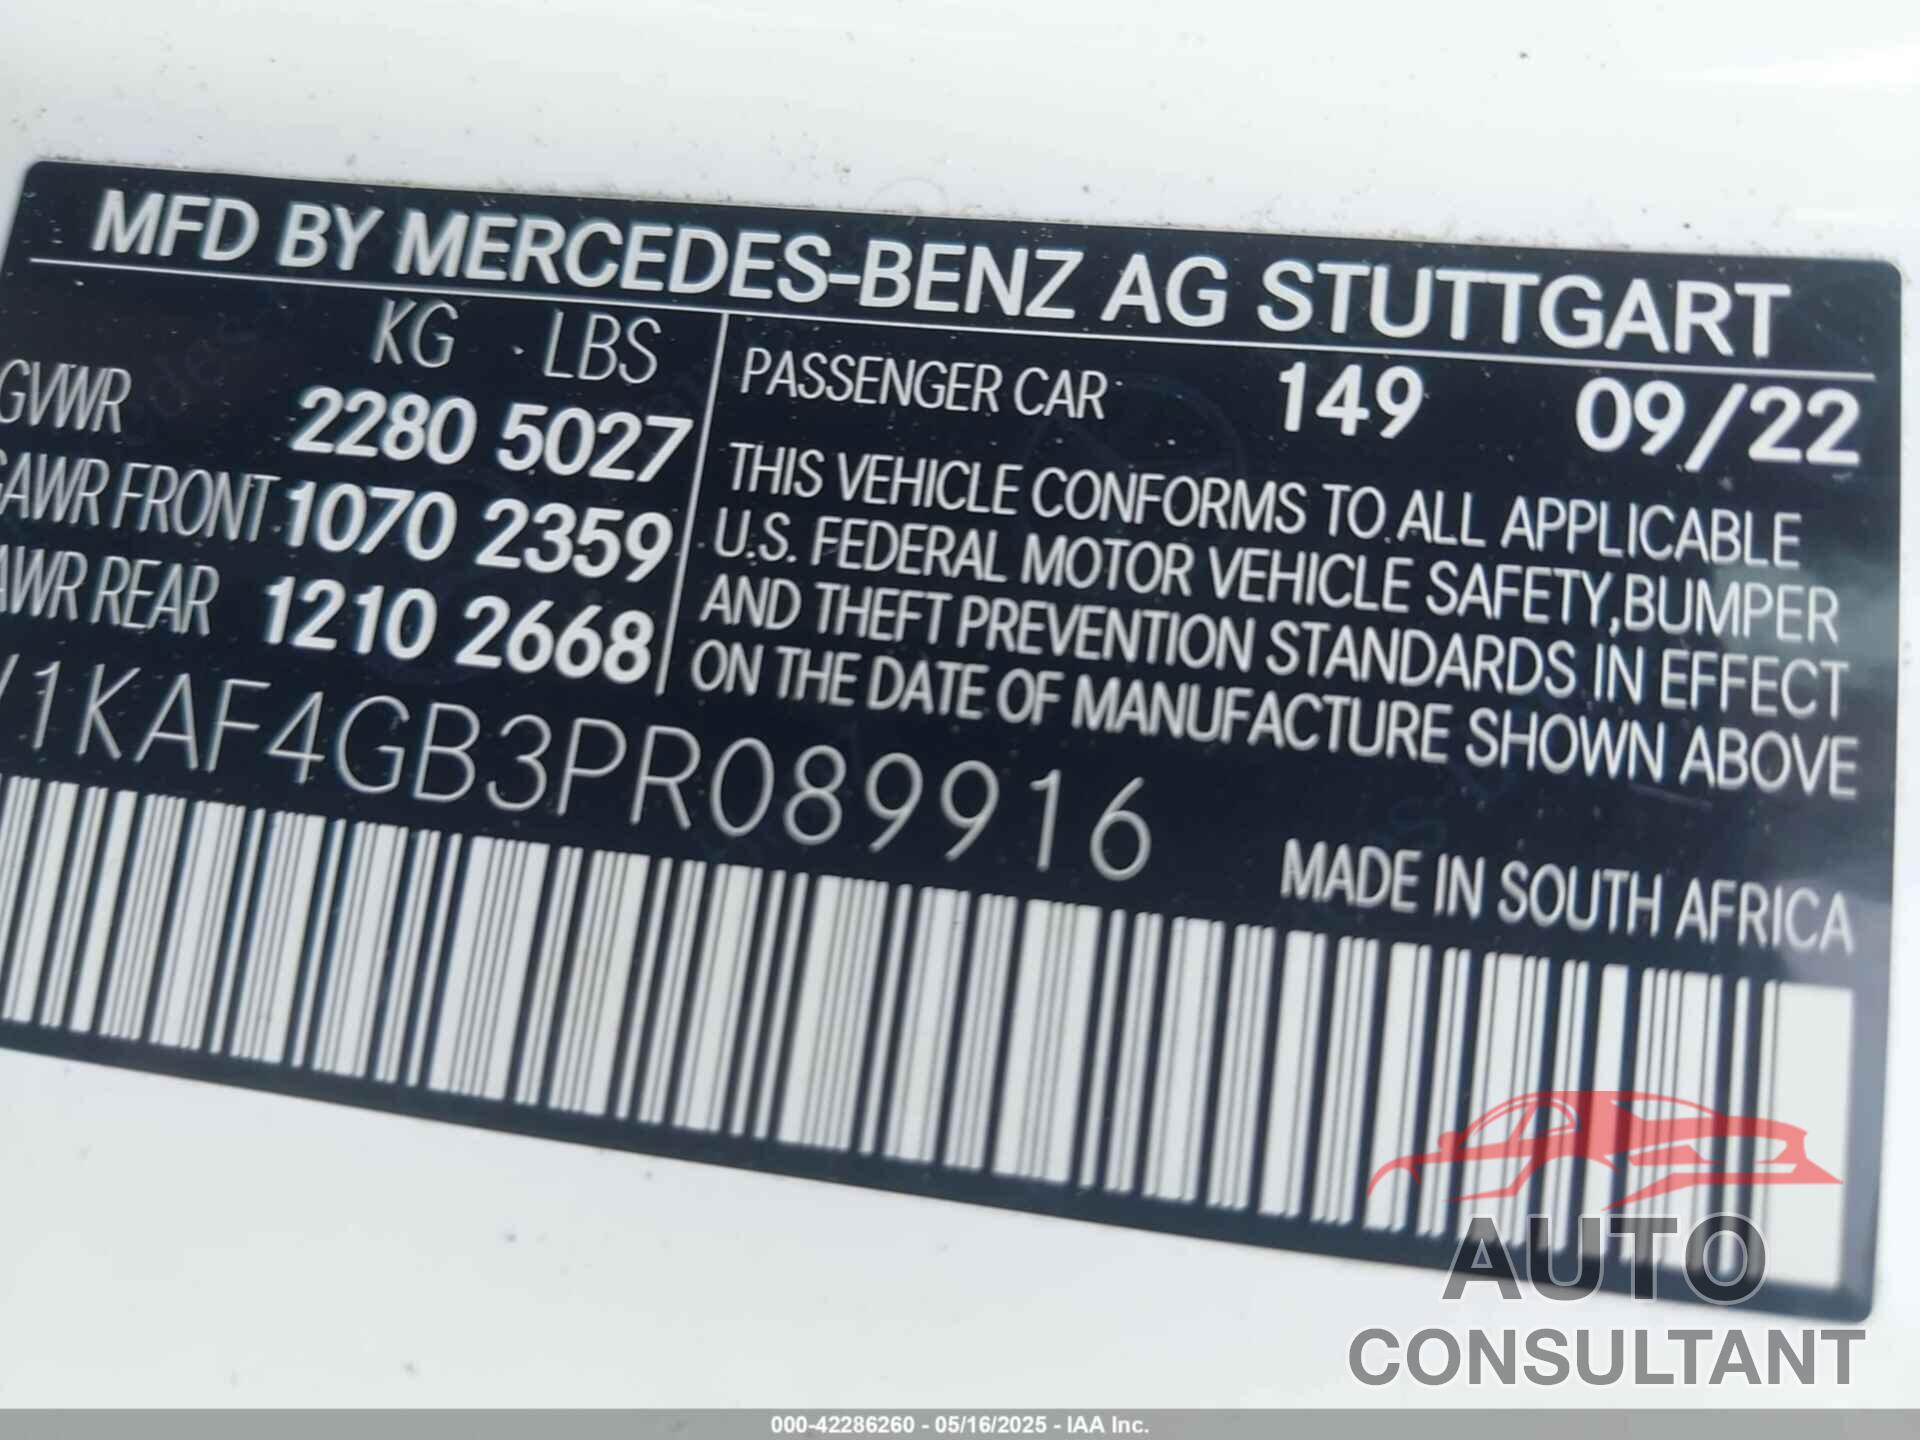 MFD BY MERCEDES-BENZ AG STUTTGART
KG LBS
GVWR 2280 5027
GAWR FRONT 1070 2359
AWR REAR 1210 2668
PASSENGER CAR 149 09/22
THIS VEHICLE CONFORMS TO ALL APPLICABLE
U.S. FEDERAL MOTOR VEHICLE SAFETY, BUMPER
AND THEFT PREVENTION STANDARDS IN EFFECT
ON THE DATE OF MANUFACTURE SHOWN ABOVE
1KAF4GB3PR089916
MADE IN SOUTH AFRICA
AUTO
CONSULTANT
000-42286260 - 05/16/2025 - IAA Inc.